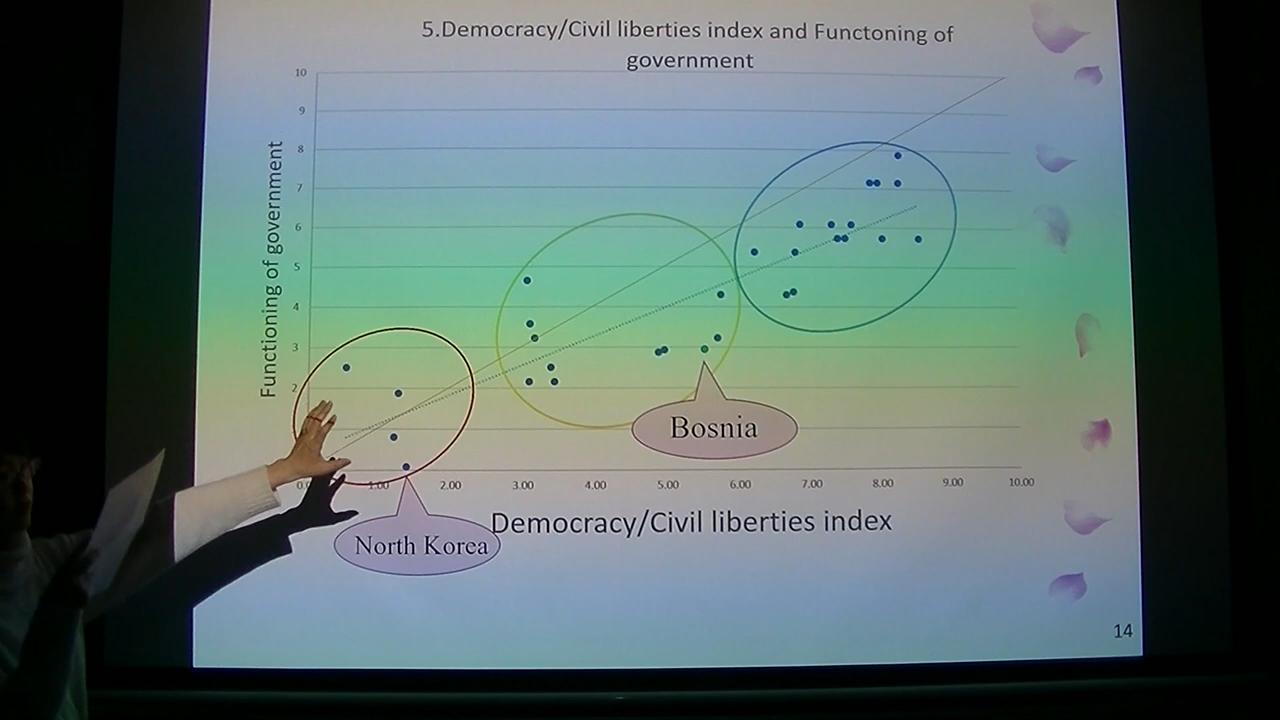 5.Democracy/Civil liberties index and Functoning of
government
10
9
8
7
6
5
4
3
2
Functioning of government
1.00 2.00 3.00 4.00 5.00 6.00 7.00 8.00 9.00 10.00
Democracy/Civil liberties index
Bosnia
North Korea
14